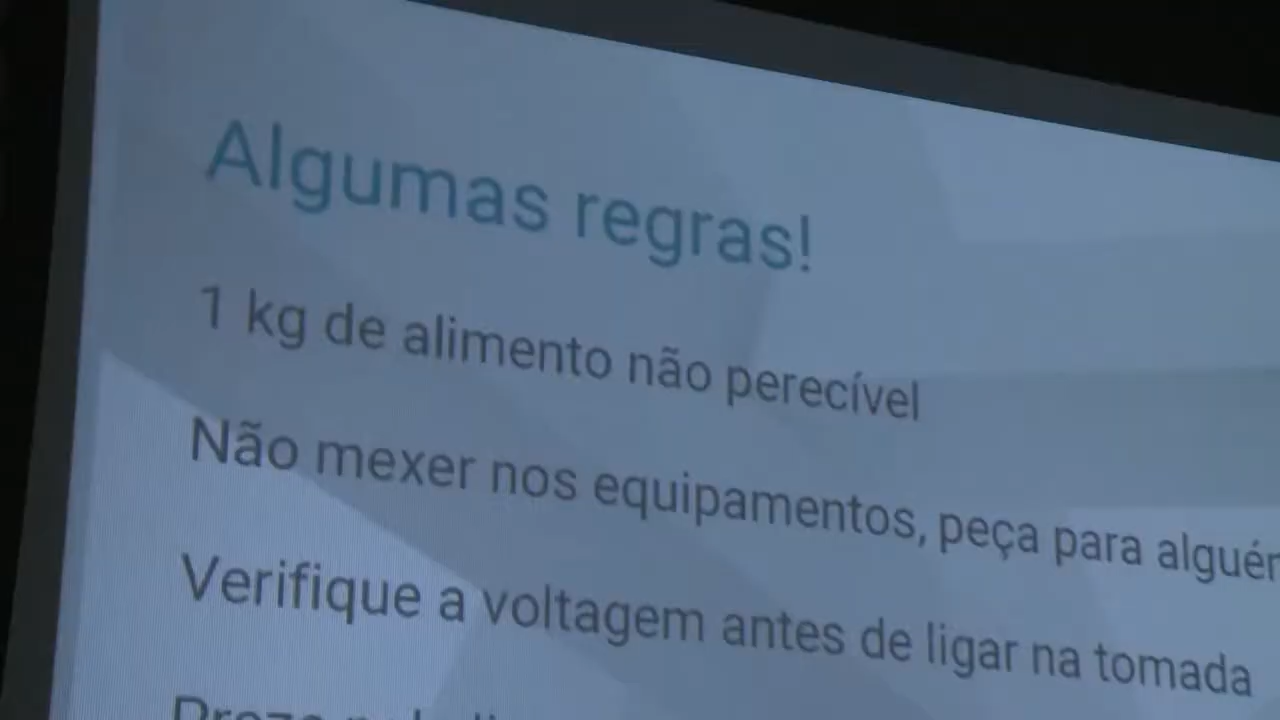 Algumas regras!
1 kg de alimento não perecível
Não mexer nos equipamentos, peça para
Verifique a voltagem antes de ligar na tomada